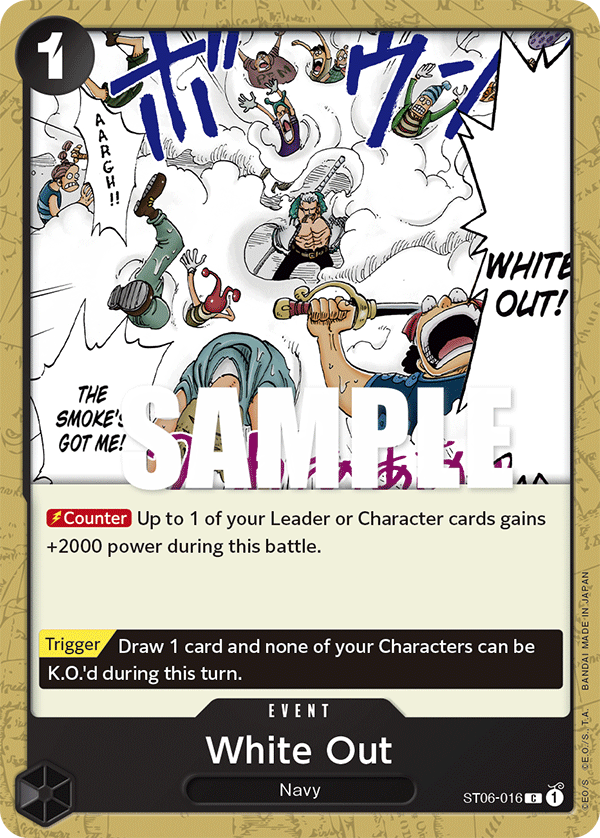 1
ボ
ウン
AARGH!!
WHITE
OUT!
THE
SMOKE'S
GOT ME!
SAMPLE
Counter Up to 1 of your Leader or Character cards gains
+2000 power during this battle.
Trigger Draw 1 card and none of your Characters can be
K.O.'d during this turn.
EVENT
White Out
Navy
ST06-016 C 1
©E.O./S. ©E.O./S.,T.A. BANDAI MADE IN JAPAN